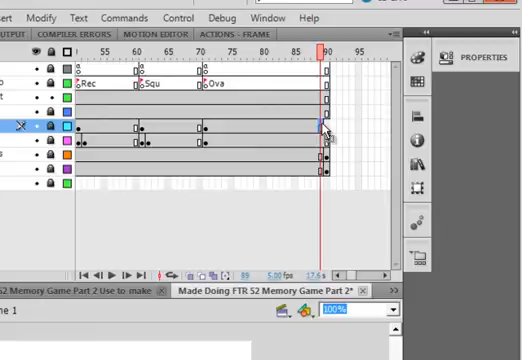 sert Modify Text Commands Control Debug Window Help
OUTPUT COMPILER ERRORS MOTION EDITOR ACTIONS - FRAME
55 60 65 70 75 80 85 90 95
PROPERTIES
a a a
o Rec Squ Ova
t
s
89 5.00 fps 17.6 s
52 Memory Game Part 2 Use to make Made Doing FTR 52 Memory Game Part 2*
ne 1 100%